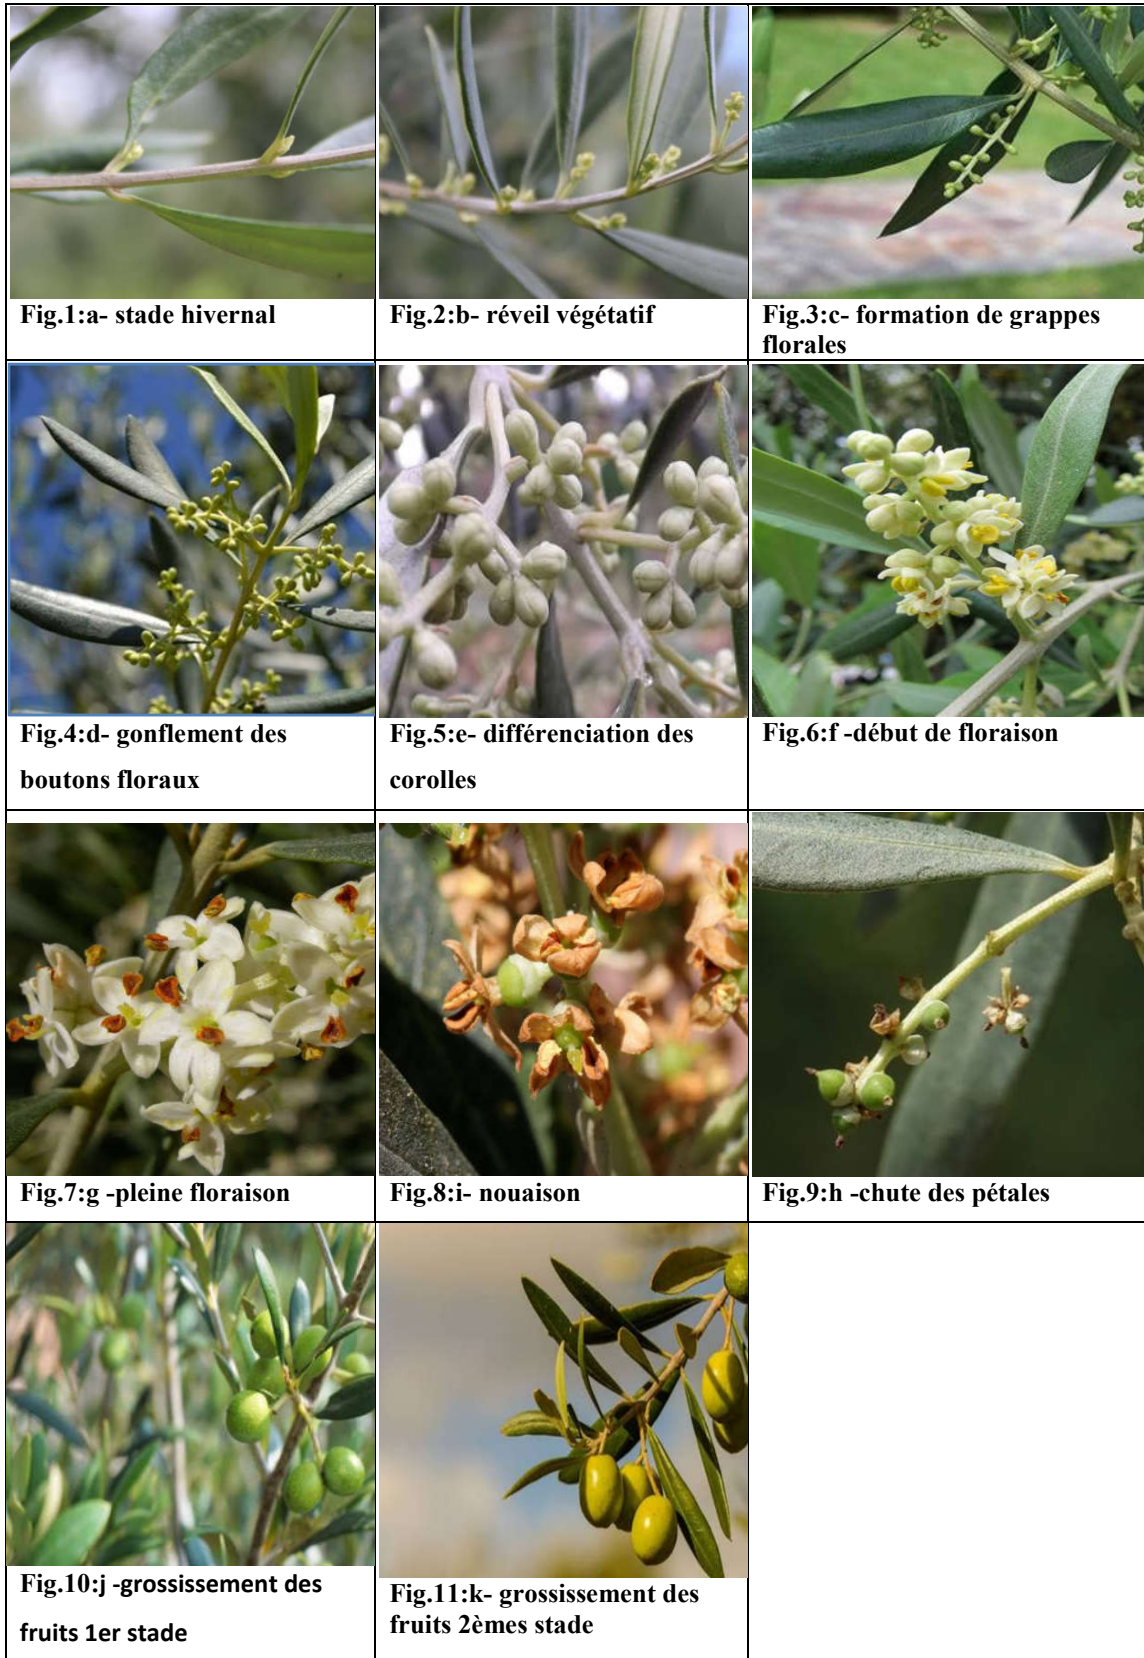 Fig.1:a- stade hivernal
Fig.2:b- réveil végétatif
Fig.3:c- formation de grappes
florales
Fig.4:d- gonflement des
boutons floraux
Fig.5:e- différenciation des
corolles
Fig.6:f -début de floraison
Fig.7:g -pleine floraison
Fig.8:i- nouaison
Fig.9:h -chute des pétales
Fig.10:j -grossissement des
fruits 1er stade
Fig.11:k- grossissement des
fruits 2èmes stade